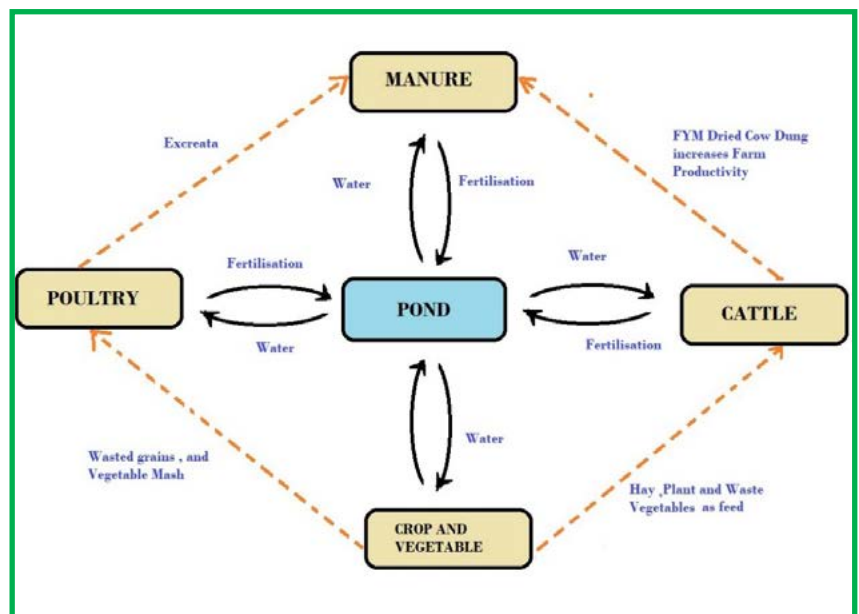 MANURE
Excreata
FYM Dried Cow Dung
increases Farm
Productivity
Water
Fertilisation
Fertilisation
Water
POULTRY
POND
CATTLE
Water
Fertilisation
Water
Wasted grains , and
Vegetable Mash
Hay ,Plant and Waste
Vegetables as feed
CROP AND
VEGETABLE